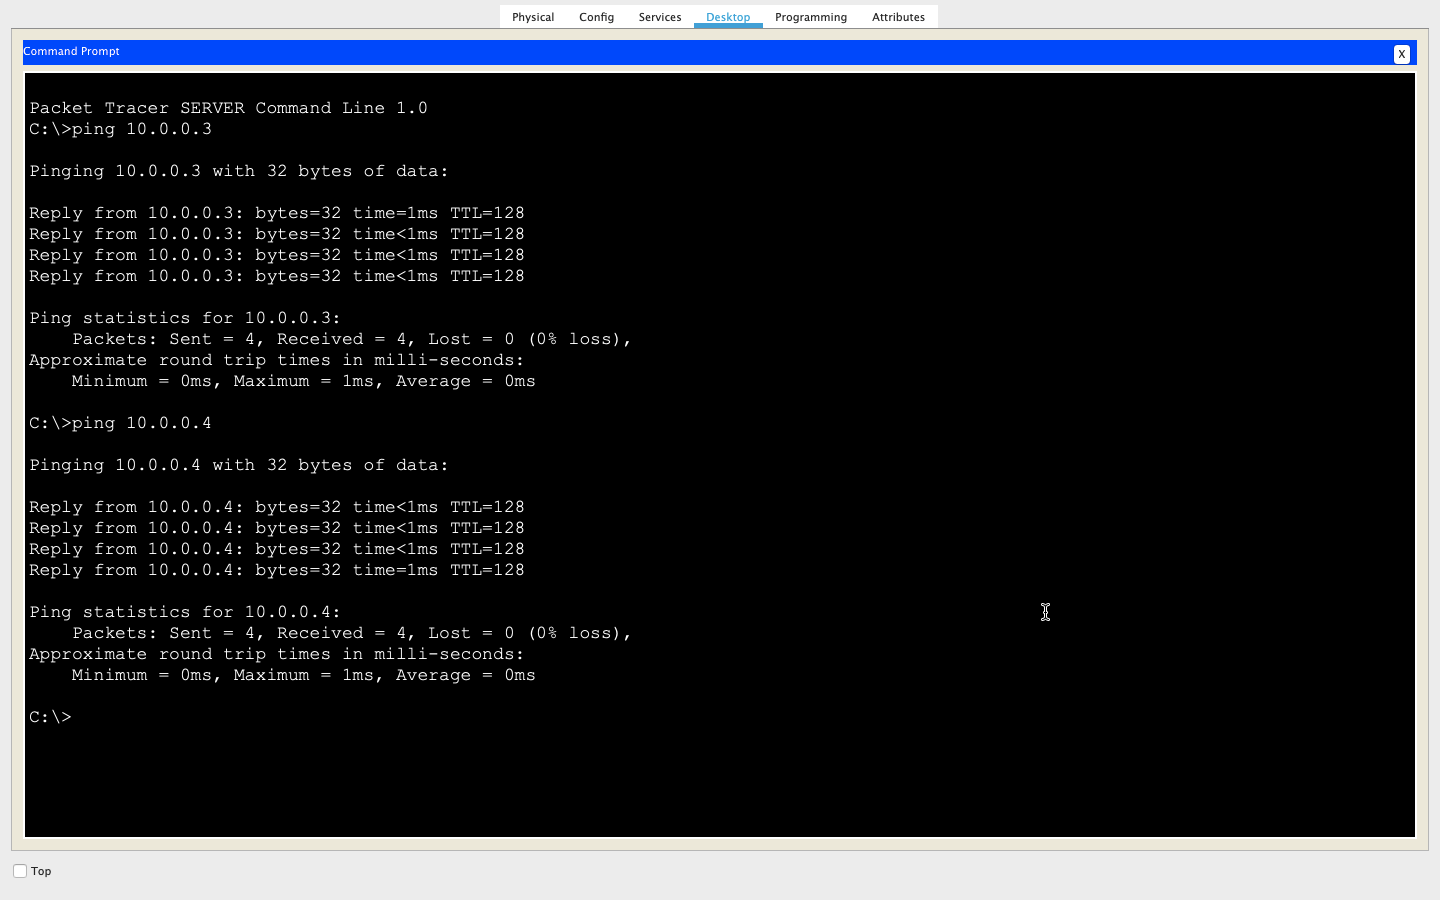 Physical Config Services Desktop Programming Attributes
Command Prompt
X
Packet Tracer SERVER Command Line 1.0
C:\>ping 10.0.0.3
Pinging 10.0.0.3 with 32 bytes of data:
Reply from 10.0.0.3: bytes=32 time=1ms TTL=128
Reply from 10.0.0.3: bytes=32 time<1ms TTL=128
Reply from 10.0.0.3: bytes=32 time<1ms TTL=128
Reply from 10.0.0.3: bytes=32 time<1ms TTL=128
Ping statistics for 10.0.0.3:
Packets: Sent = 4, Received = 4, Lost = 0 (0% loss),
Approximate round trip times in milli-seconds:
Minimum = 0ms, Maximum = 1ms, Average = 0ms
C:\>ping 10.0.0.4
Pinging 10.0.0.4 with 32 bytes of data:
Reply from 10.0.0.4: bytes=32 time<1ms TTL=128
Reply from 10.0.0.4: bytes=32 time<1ms TTL=128
Reply from 10.0.0.4: bytes=32 time<1ms TTL=128
Reply from 10.0.0.4: bytes=32 time=1ms TTL=128
Ping statistics for 10.0.0.4:
Packets: Sent = 4, Received = 4, Lost = 0 (0% loss),
Approximate round trip times in milli-seconds:
Minimum = 0ms, Maximum = 1ms, Average = 0ms
C:\>
Top